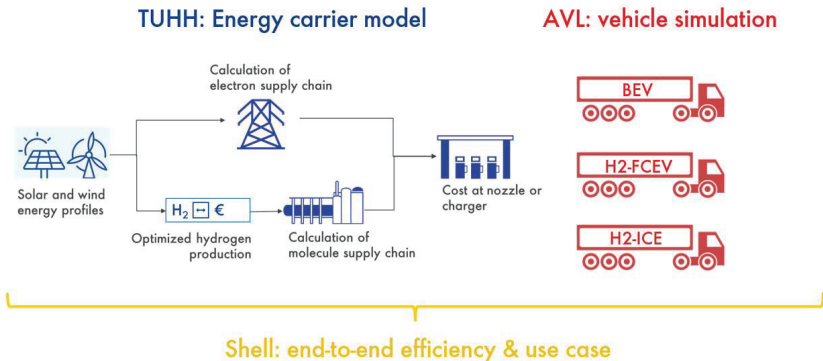 TUHH: Energy carrier model
AVL: vehicle simulation
Calculation of
electron supply chain
BEV
Solar and wind
energy profiles
H2 ↔ €
Optimized hydrogen
production
Calculation of
molecule supply chain
Cost at nozzle or
charger
H2-FCEV
H2-ICE
Shell: end-to-end efficiency & use case